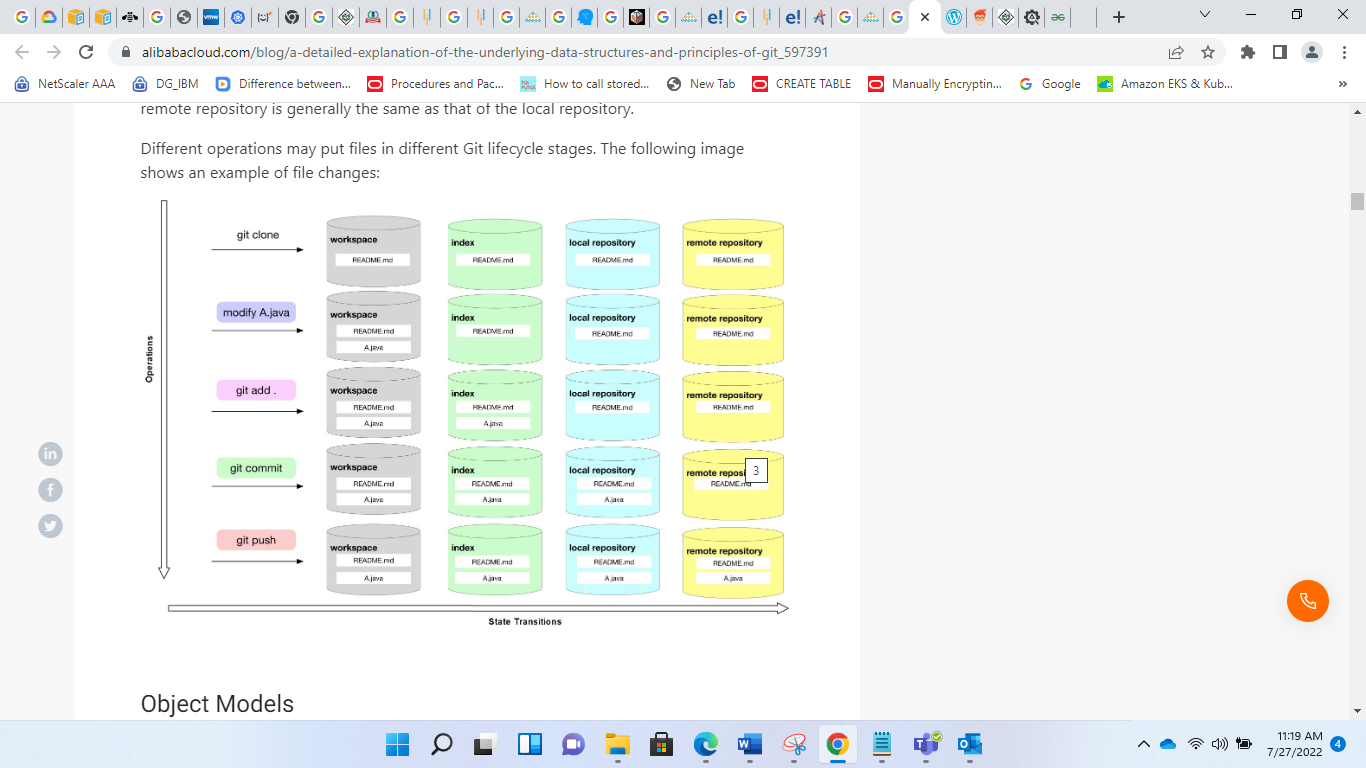 alibabacloud.com/blog/a-detailed-explanation-of-the-underlying-data-structures-and-principles-of-git_597391
NetScaler AAA
DG_IBM
Difference between...
Procedures and Pac...
How to call stored...
New Tab
CREATE TABLE
Manually Encryptin...
Google
Amazon EKS & Kub...
»
remote repository is generally the same as that of the local repository.
Different operations may put files in different Git lifecycle stages. The following image
shows an example of file changes:
Operations
git clone
workspace
README.md
index
README.md
local repository
README.md
remote repository
README.md
modify A.java
workspace
README.md
A.java
index
README.md
local repository
README.md
remote repository
README.md
git add .
workspace
README.md
A.java
index
README.md
A.java
local repository
README.md
remote repository
README.md
git commit
workspace
README.md
A.java
index
README.md
A.java
local repository
README.md
A.java
remote reposi
README.md
3
git push
workspace
README.md
A.java
index
README.md
A.java
local repository
README.md
A.java
remote repository
README.md
A.java
State Transitions
in
f
Object Models
11:19 AM
7/27/2022
4